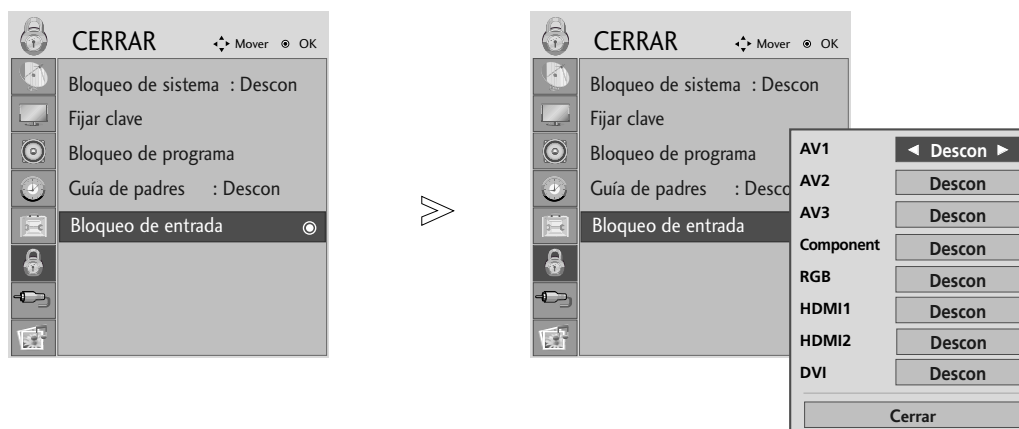 CERRAR Mover OK
Bloqueo de sistema : Descon
Fijar clave
Bloqueo de programa
Guía de padres : Descon
Bloqueo de entrada
CERRAR Mover OK
Bloqueo de sistema : Descon
Fijar clave
Bloqueo de programa
Guía de padres : Desco
Bloqueo de entrada
AV1 ◄ Descon ►
AV2 Descon
AV3 Descon
Component Descon
RGB Descon
HDMI1 Descon
HDMI2 Descon
DVI Descon
Cerrar